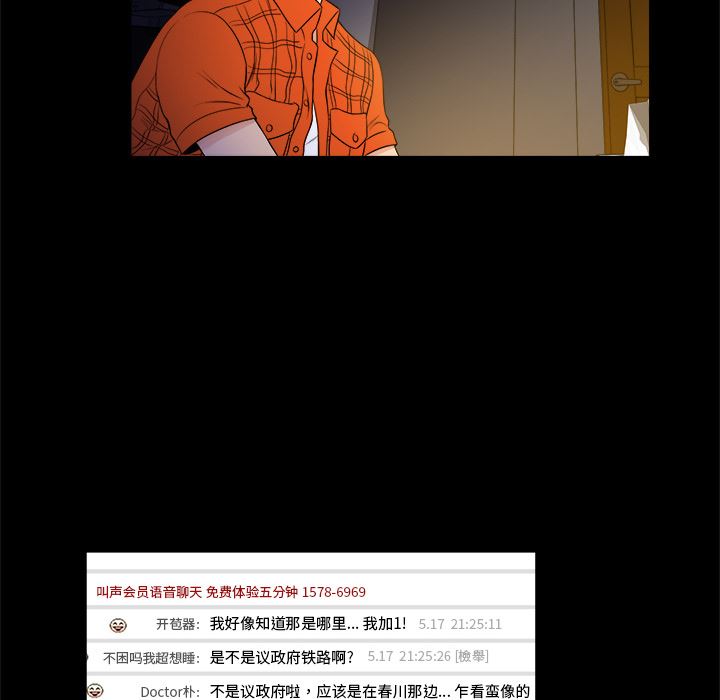 叫声会员语音聊天 免费体验五分钟 1578-6969
开苞器: 我好像知道那是哪里... 我加1! 5.17 21:25:11
不困吗我超想睡: 是不是议政府铁路啊? 5.17 21:25:26 [檢舉]
Doctor朴: 不是议政府啦，应该是在春川那边... 乍看蛮像的